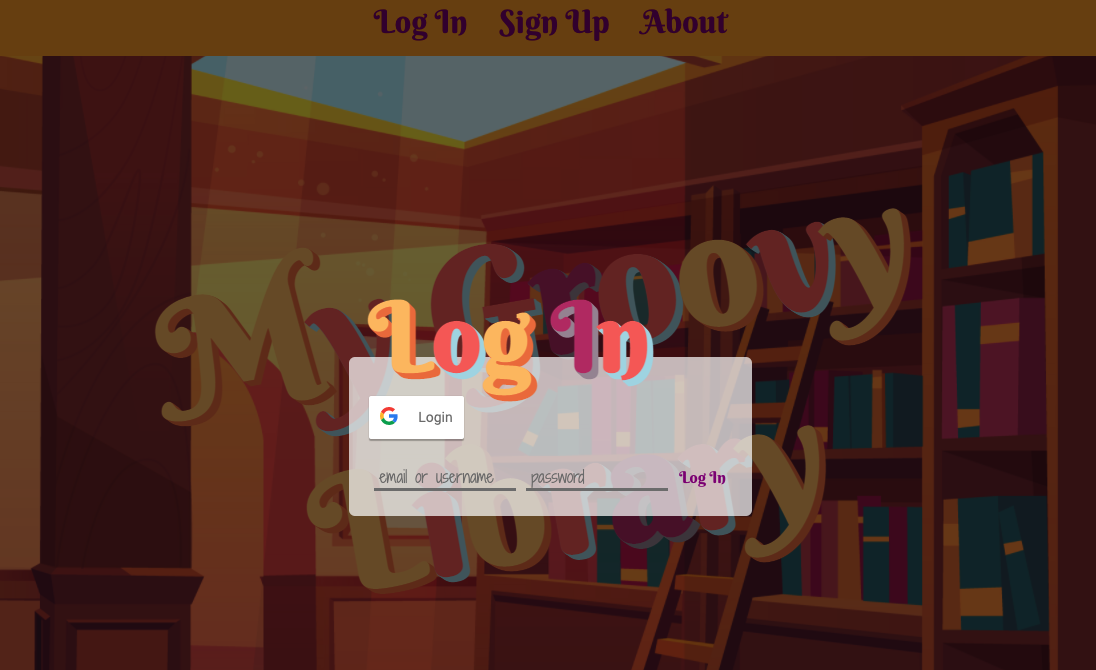 Log In Sign Up About
My Groovy
Library
Log In
Login
email or username password Log In